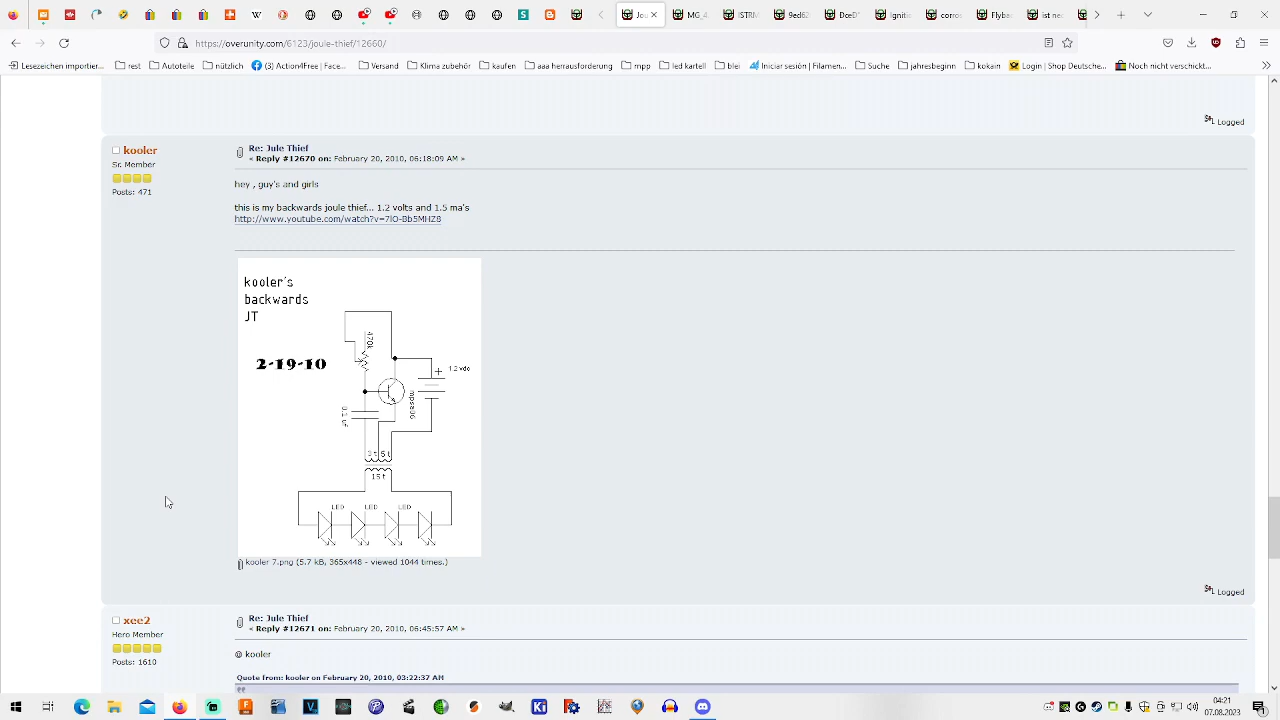 https://overunity.com/6123/joule-thief/12660/
Lesezeichen importier...
rest
Autoteile
nützlich
(3) Action4Free | Face...
Versand
Klima zubehör
kaufen
aaa herrausforderung
mpp
led kartell
blei
Iniciar sesión | Filamen...
Suche
jahresbeginn
kokain
Login | Shop Deutsche...
Noch nicht verschickt...
Logged
kooler
Sr. Member
Posts: 471
Re: Jule Thief
« Reply #12670 on: February 20, 2010, 06:18:09 AM »
hey , guy's and girls
this is my backwards joule thief... 1.2 volts and 1.5 ma's
http://www.youtube.com/watch?v=7lO-Bb5MHZ8
kooler's
backwards
JT
2-19-10
+
1.2 vdc
5t
15 t
LED LED LED
kooler 7.png (5.7 kB, 365x448 - viewed 1044 times.)
Logged
xee2
Hero Member
Posts: 1610
Re: Jule Thief
« Reply #12671 on: February 20, 2010, 06:45:57 AM »
@ kooler
Quote from: kooler on February 20, 2010, 03:22:37 AM
04:21
07.09.2023